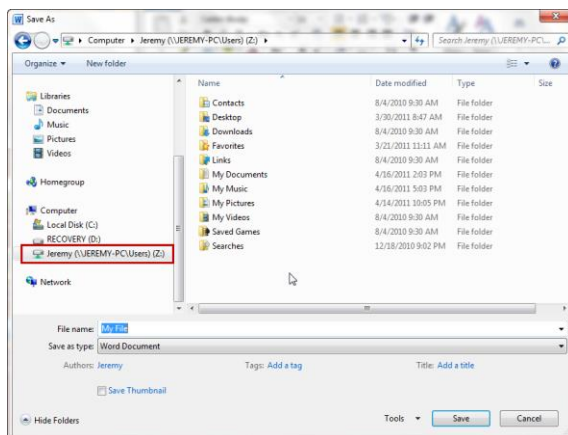 Save As
Computer ▸ Jeremy (\\JEREMY-PC\Users) (Z:) ▸
Search Jeremy (\\JEREMY-PC\...
Organize ▾ New folder
Name Date modified Type Size
Libraries
Documents
Music
Pictures
Videos
Homegroup
Computer
Local Disk (C:)
RECOVERY (D:)
Jeremy (\\JEREMY-PC\Users) (Z:)
Network
Contacts 8/4/2010 9:30 AM File folder
Desktop 3/30/2011 8:47 AM File folder
Downloads 8/4/2010 9:30 AM File folder
Favorites 3/21/2011 11:11 AM File folder
Links 8/4/2010 9:30 AM File folder
My Documents 4/16/2011 2:03 PM File folder
My Music 4/16/2011 5:03 PM File folder
My Pictures 4/14/2011 10:05 PM File folder
My Videos 8/4/2010 9:30 AM File folder
Saved Games 8/4/2010 9:30 AM File folder
Searches 12/18/2010 9:02 PM File folder
File name: My File
Save as type: Word Document
Authors: Jeremy Tags: Add a tag Title: Add a title
Save Thumbnail
Hide Folders Tools ▾ Save Cancel